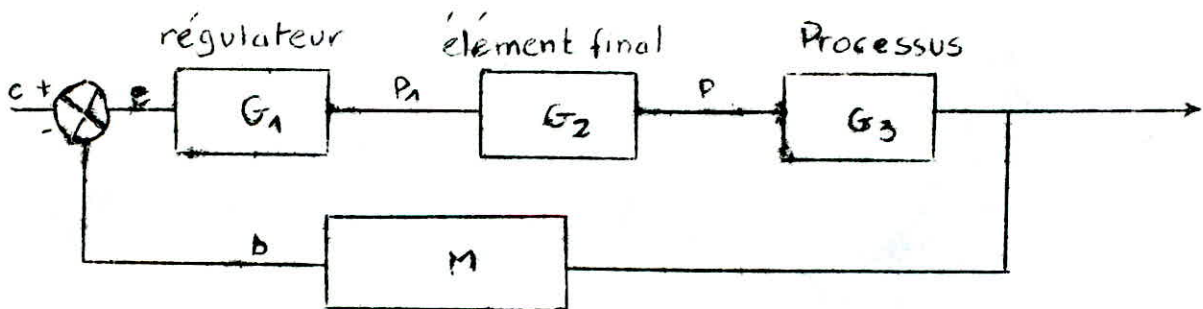 régulateur élément final Processus
c + e G1 P1 G2 P G3
-
b M